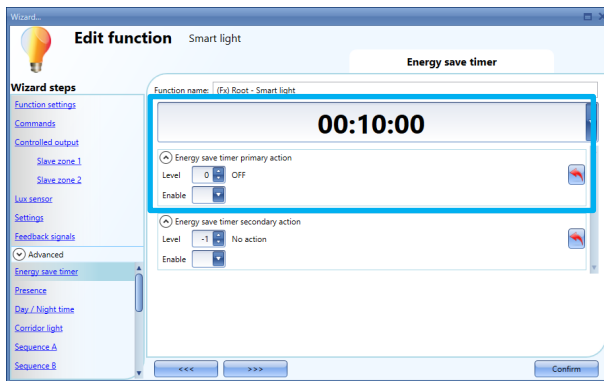 Wizard...
Edit function Smart light
Energy save timer
Wizard steps
Function settings
Commands
Controlled output
Slave zone 1
Slave zone 2
Lux sensor
Settings
Feedback signals
Advanced
Energy save timer
Presence
Day / Night time
Corridor light
Sequence A
Sequence B
Function name: (Fx) Root - Smart light
00:10:00
Energy save timer primary action
Level 0 OFF
Enable
Energy save timer secondary action
Level -1 No action
Enable
<<< >>> Confirm